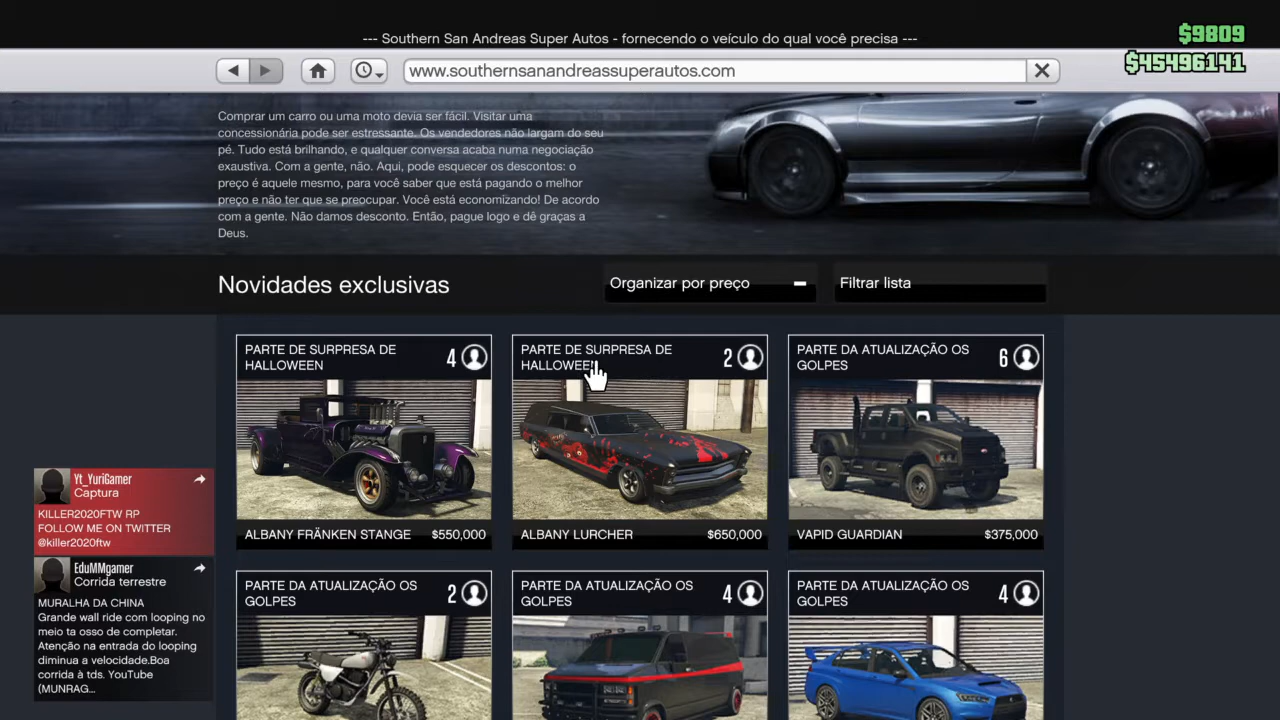 --- Southern San Andreas Super Autos - fornecendo o veículo do qual você precisa ---
$9809
$45496141
www.southernsanandreassuperautos.com
Comprar um carro ou uma moto devia ser fácil. Visitar uma
concessionária pode ser estressante. Os vendedores não largam do seu
pé. Tudo está brilhando, e qualquer conversa acaba numa negociação
exaustiva. Com a gente, não. Aqui, pode esquecer os descontos: o
preço é aquele mesmo, para você saber que está pagando o melhor
preço e não ter que se preocupar. Você está economizando! De acordo
com a gente. Não damos desconto. Então, pague logo e dê graças a
Deus.
Novidades exclusivas
Organizar por preço
Filtrar lista
PARTE DE SURPRESA DE
HALLOWEEN
4
ALBANY FRÄNKEN STANGE $550,000
PARTE DE SURPRESA DE
HALLOWEEN
2
ALBANY LURCHER $650,000
PARTE DA ATUALIZAÇÃO OS
GOLPES
6
VAPID GUARDIAN $375,000
PARTE DA ATUALIZAÇÃO OS
GOLPES
2
PARTE DA ATUALIZAÇÃO OS
GOLPES
4
PARTE DA ATUALIZAÇÃO OS
GOLPES
4
Yt_YuriGamer
Captura
KILLER2020FTW RP
FOLLOW ME ON TWITTER
@killer2020ftw
EduMMgamer
Corrida terrestre
MURALHA DA CHINA
Grande wall ride com looping no
meio ta osso de completar.
Atenção na entrada do looping
diminua a velocidade.Boa
corrida à tds. YouTube
(MUNRAG...